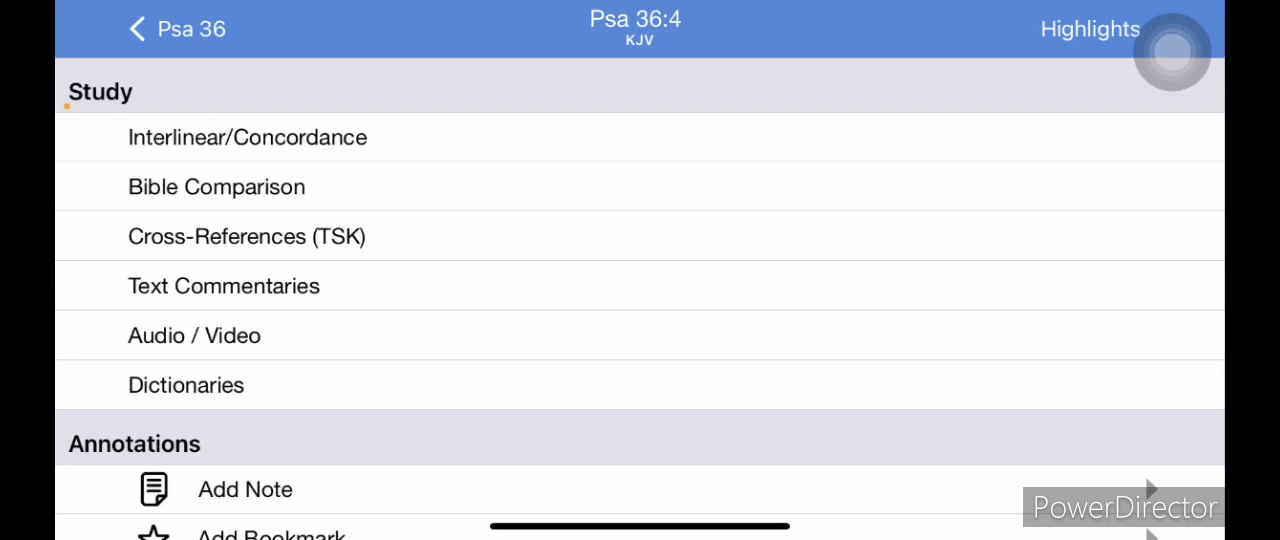 Psa 36
Psa 36:4
KJV
Highlights
Study
Interlinear/Concordance
Bible Comparison
Cross-References (TSK)
Text Commentaries
Audio / Video
Dictionaries
Annotations
Add Note
Add Bookmark
PowerDirector